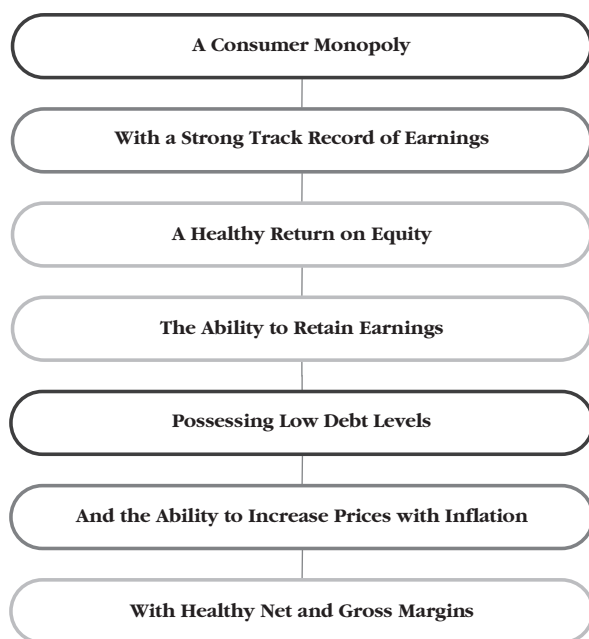 A Consumer Monopoly
With a Strong Track Record of Earnings
A Healthy Return on Equity
The Ability to Retain Earnings
Possessing Low Debt Levels
And the Ability to Increase Prices with Inflation
With Healthy Net and Gross Margins